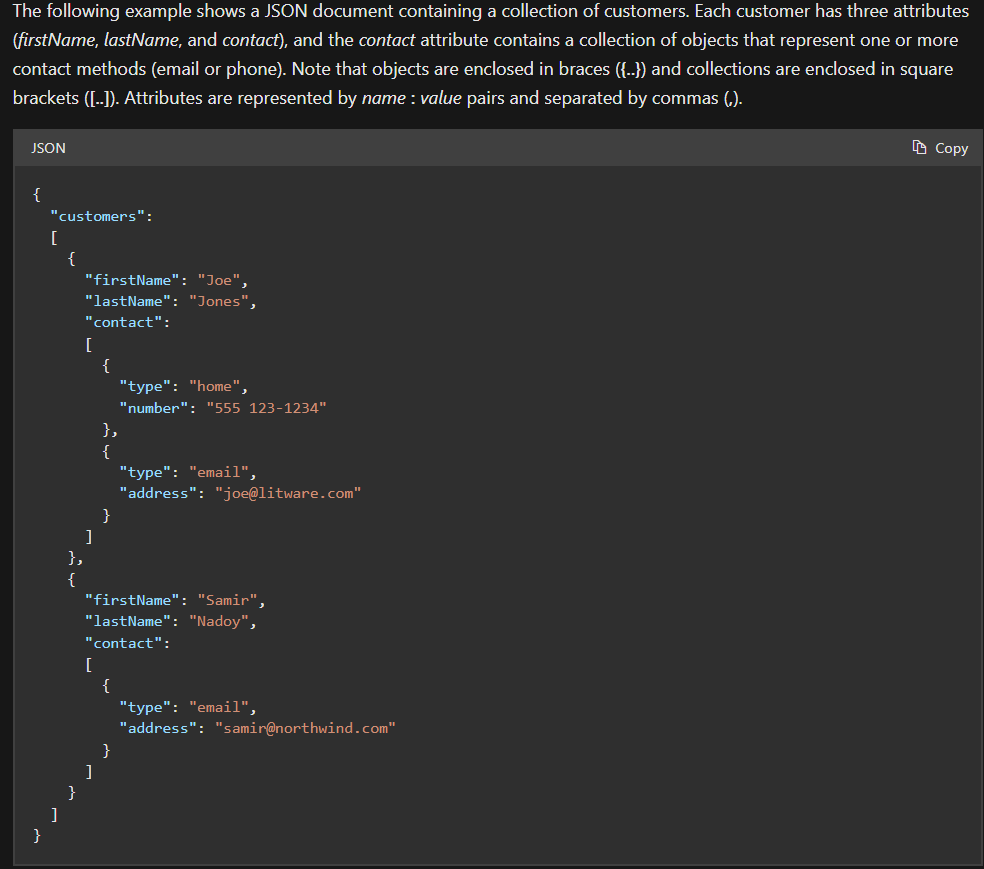 The following example shows a JSON document containing a collection of customers. Each customer has three attributes
(firstName, lastName, and contact), and the contact attribute contains a collection of objects that represent one or more
contact methods (email or phone). Note that objects are enclosed in braces ({..}) and collections are enclosed in square
brackets ([..]). Attributes are represented by name : value pairs and separated by commas (,).
JSON Copy
{
  "customers":
  [
    {
      "firstName": "Joe",
      "lastName": "Jones",
      "contact":
      [
        {
          "type": "home",
          "number": "555 123-1234"
        },
        {
          "type": "email",
          "address": "joe@litware.com"
        }
      ]
    },
    {
      "firstName": "Samir",
      "lastName": "Nadoy",
      "contact":
      [
        {
          "type": "email",
          "address": "samir@northwind.com"
        }
      ]
    }
  ]
}